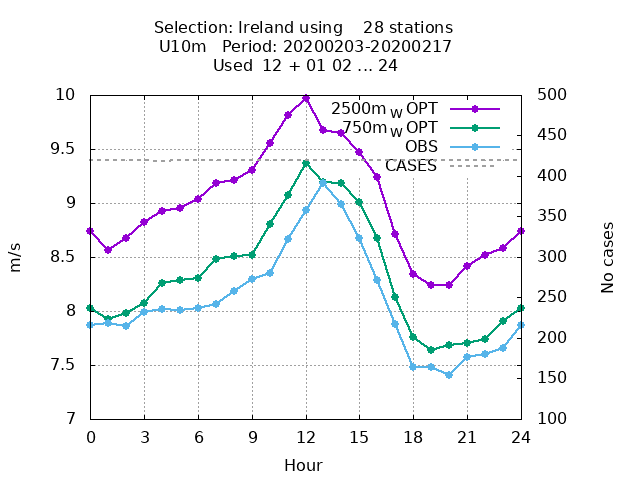 Selection: Ireland using 28 stations
U10m Period: 20200203-20200217
Used 12 + 01 02 ... 24
10 500
2500m W OPT
450
750m W OPT
9.5 OBS
400
CASES
9 350
m/s
No cases
8.5 300
250
8
200
7.5 150
7 100
0 3 6 9 12 15 18 21 24
Hour